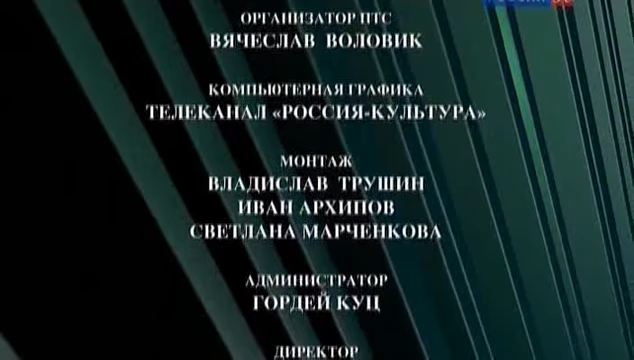 ОРГАНИЗАТОР ПТС
ВЯЧЕСЛАВ ВОЛОВИК
КОМПЬЮТЕРНАЯ ГРАФИКА
ТЕЛЕКАНАЛ «РОССИЯ-КУЛЬТУРА»
МОНТАЖ
ВЛАДИСЛАВ ТРУШИН
ИВАН АРХИПОВ
СВЕТЛАНА МАРЧЕНКОВА
АДМИНИСТРАТОР
ГОРДЕЙ КУЦ
ДИРЕКТОР